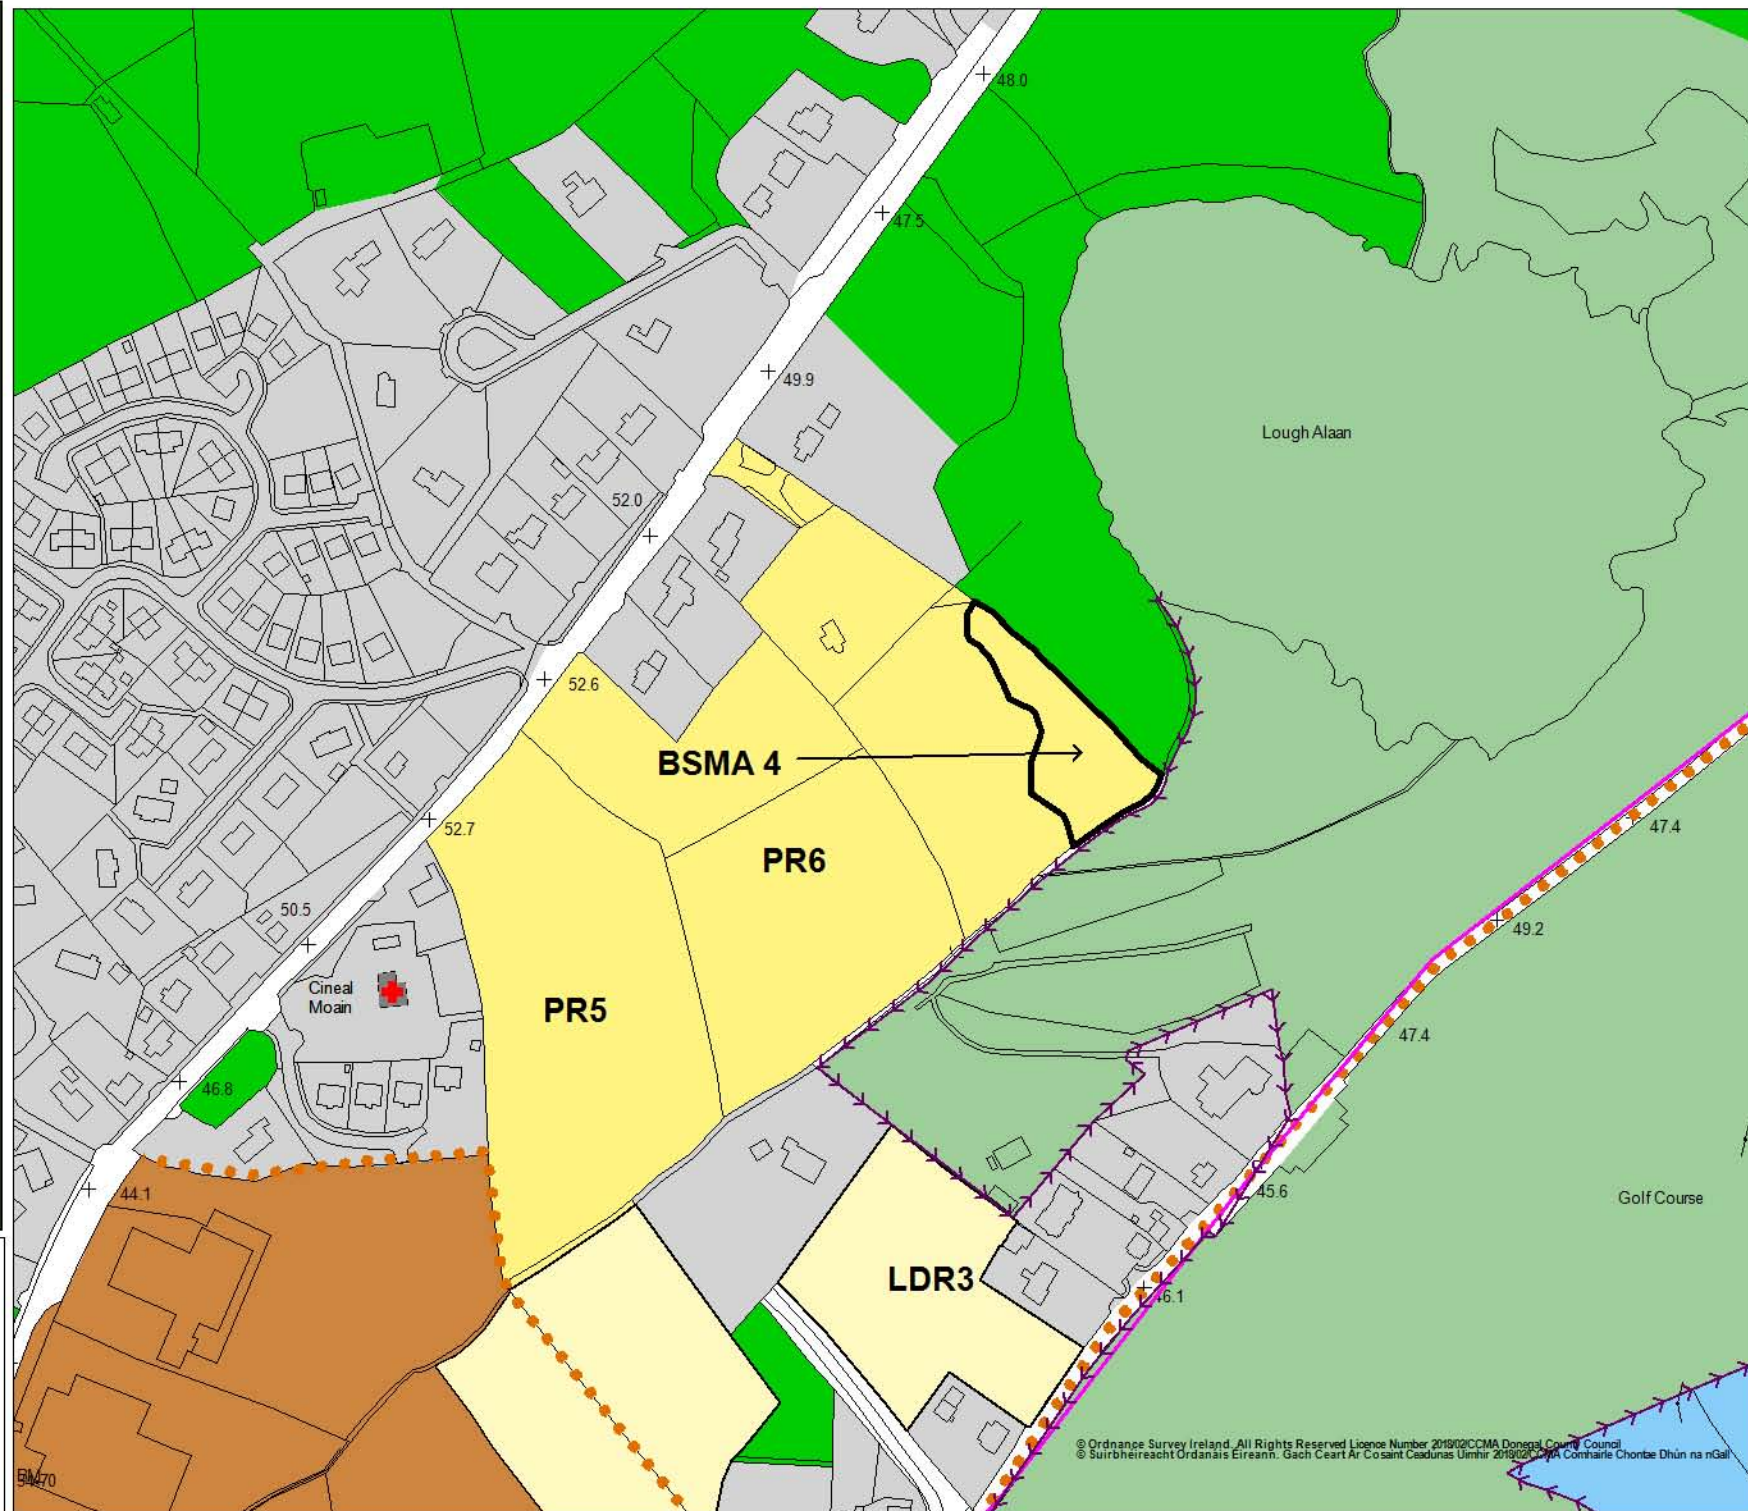 48.0
47.5
49.9
Lough Alaan
52.0
52.6
BSMA 4
52.7
47.4
PR6
50.5
49.2
Cineal
Moain
PR5
47.4
46.8
44.1
45.6
Golf Course
LDR3
46.1
© Ordnance Survey Ireland. All Rights Reserved Licence Number 2018/02/CCMA Donegal County Council
© Suirbheireacht Ordanais Eireann. Gach Ceart Ar Cosaint Ceadunas Uimhir 2018/02/CCMA Comhairle Chontae Dhún na nGall